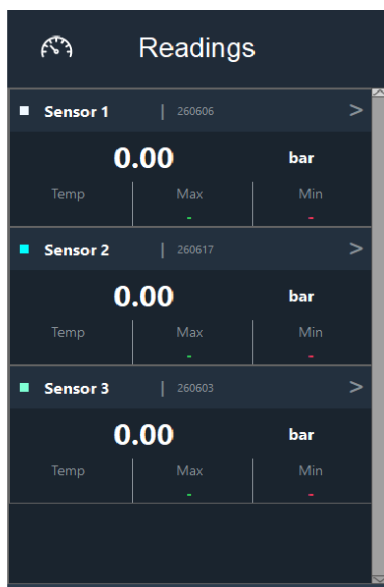 Readings
Sensor 1 | 260606 >
0.00 bar
Temp Max Min
- -
Sensor 2 | 260617 >
0.00 bar
Temp Max Min
- -
Sensor 3 | 260603 >
0.00 bar
Temp Max Min
- -